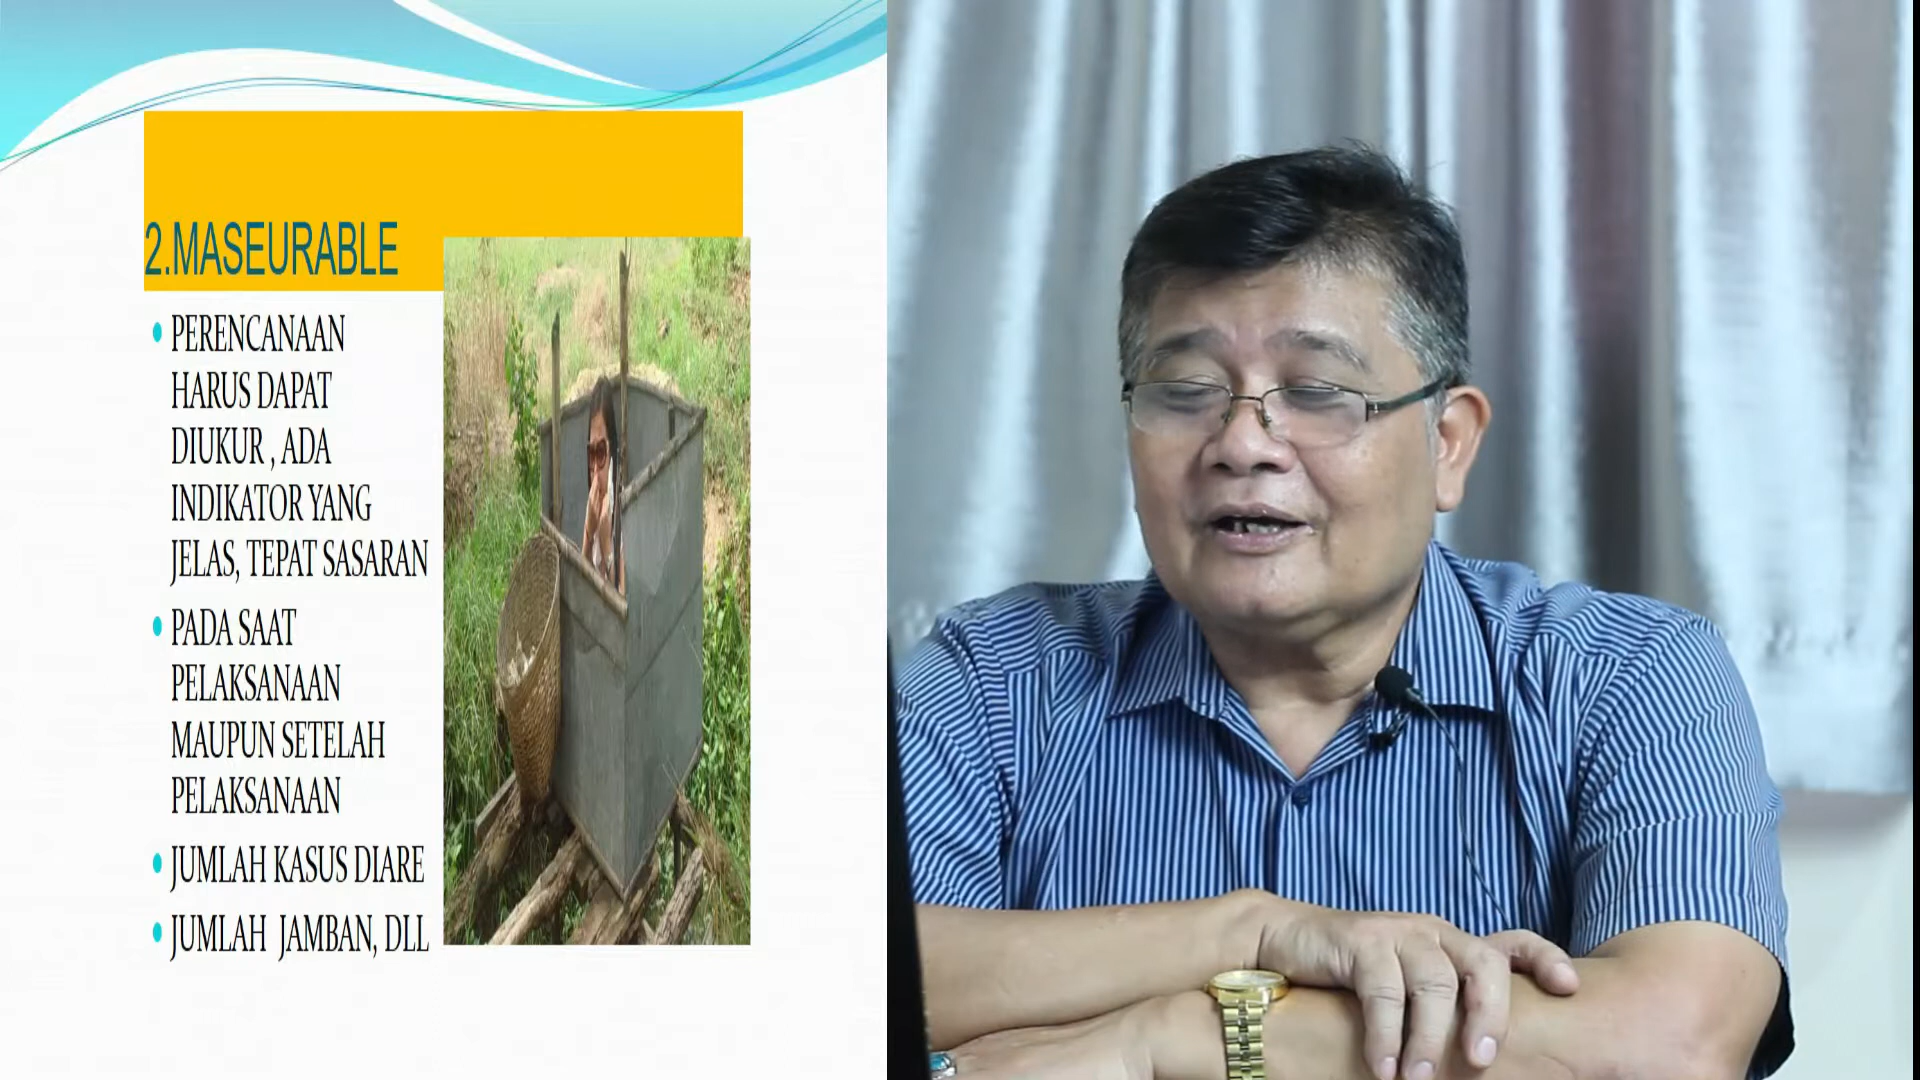 2.MASEURABLE
PERENCANAAN
HARUS DAPAT
DIUKUR , ADA
INDIKATOR YANG
JELAS, TEPAT SASARAN
PADA SAAT
PELAKSANAAN
MAUPUN SETELAH
PELAKSANAAN
JUMLAH KASUS DIARE
JUMLAH JAMBAN, DLL